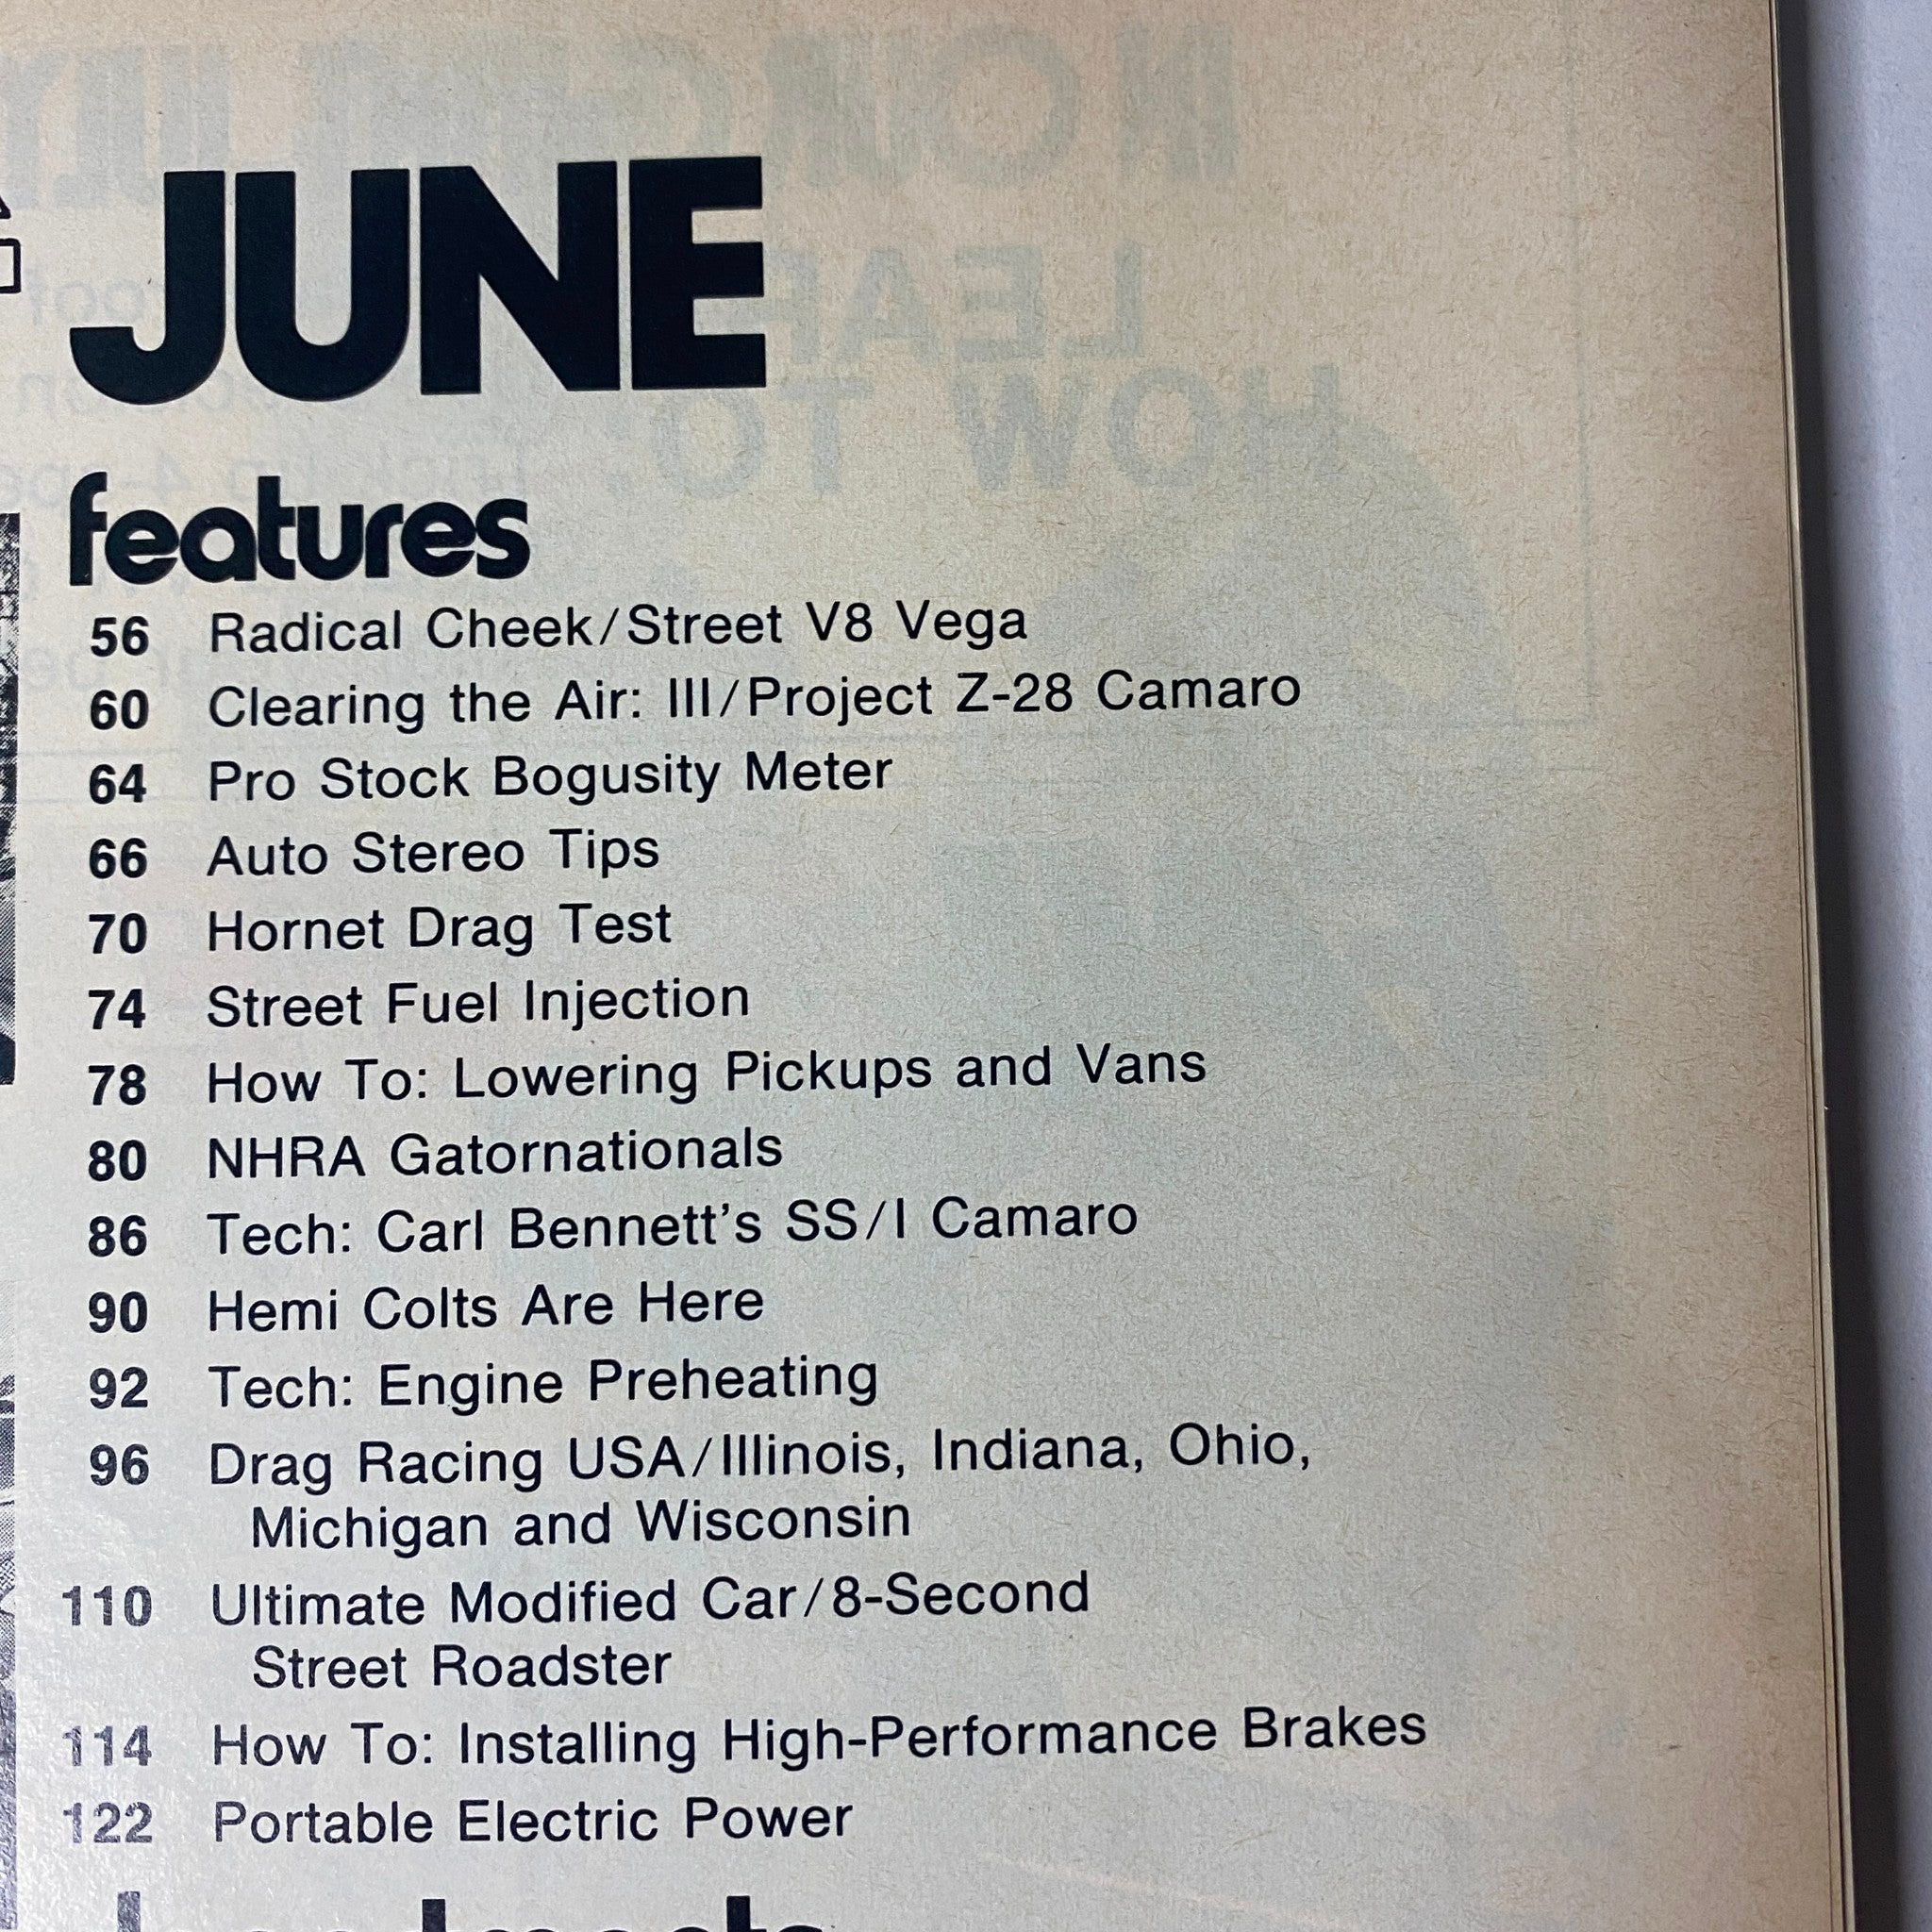 JUNE
features
56 Radical Cheek/Street V8 Vega
60 Clearing the Air: III/Project Z-28 Camaro
64 Pro Stock Bogusity Meter
66 Auto Stereo Tips
70 Hornet Drag Test
74 Street Fuel Injection
78 How To: Lowering Pickups and Vans
80 NHRA Gatornationals
86 Tech: Carl Bennett's SS/I Camaro
90 Hemi Colts Are Here
92 Tech: Engine Preheating
96 Drag Racing USA/Illinois, Indiana, Ohio,
Michigan and Wisconsin
110 Ultimate Modified Car/8-Second
Street Roadster
114 How To: Installing High-Performance Brakes
122 Portable Electric Power